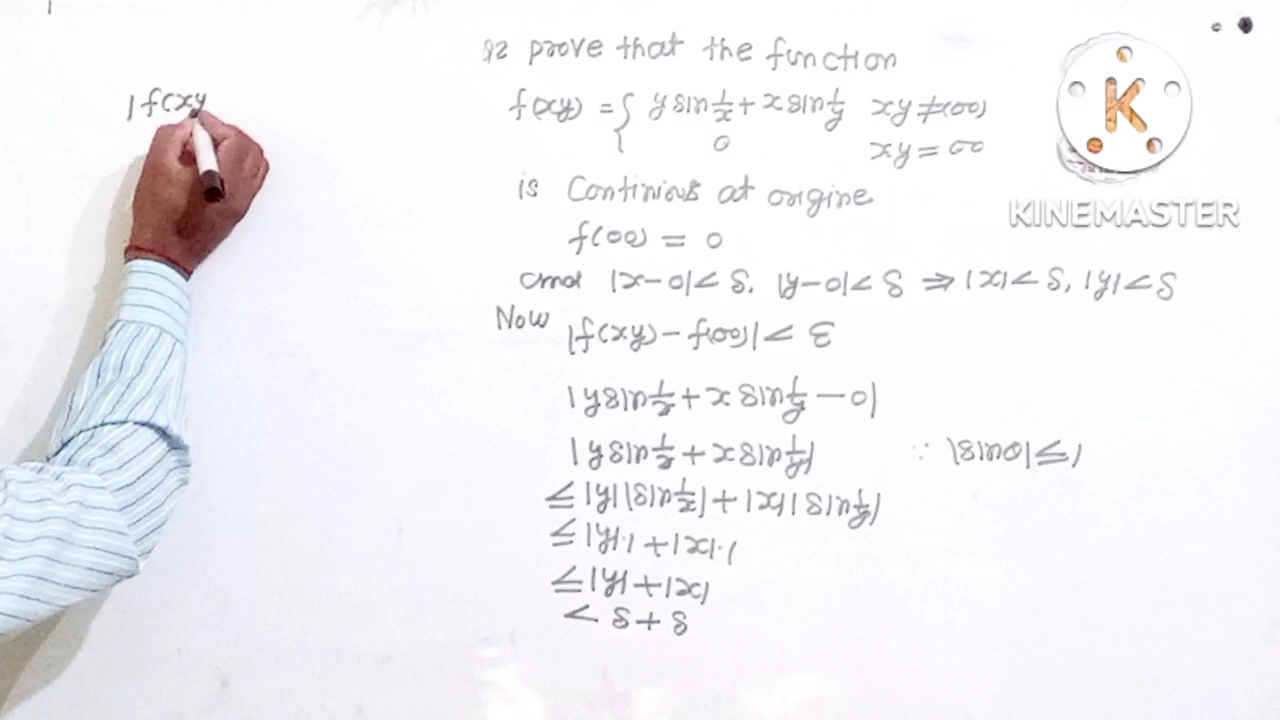 Q2 prove that the function
f(xy) = { y sin 1/x + x sin 1/y xy ≠ (00)
0 xy = 00
is Continious at origine
f(00) = 0
and |x-0| < δ, |y-0| < δ ⇒ |x| < δ, |y| < δ
Now |f(xy) - f(00)| < ε
|y sin 1/x + x sin 1/y - 0|
|y sin 1/x + x sin 1/y| ∵ |sin θ| ≤ 1
≤ |y| |sin 1/x| + |x| |sin 1/y|
≤ |y|.1 + |x|.1
≤ |y| + |x|
< δ + δ
|f(xy
K
KINEMASTER